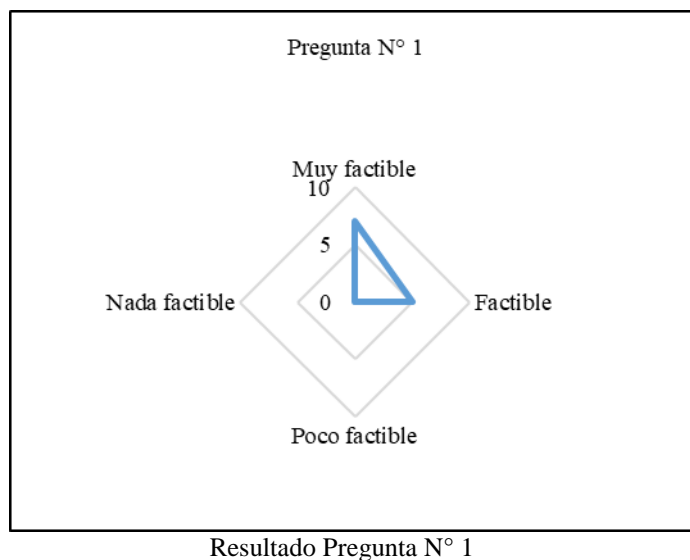 Pregunta N° 1
Muy factible
10
5
Nada factible
0
Factible
Poco factible
Resultado Pregunta N° 1